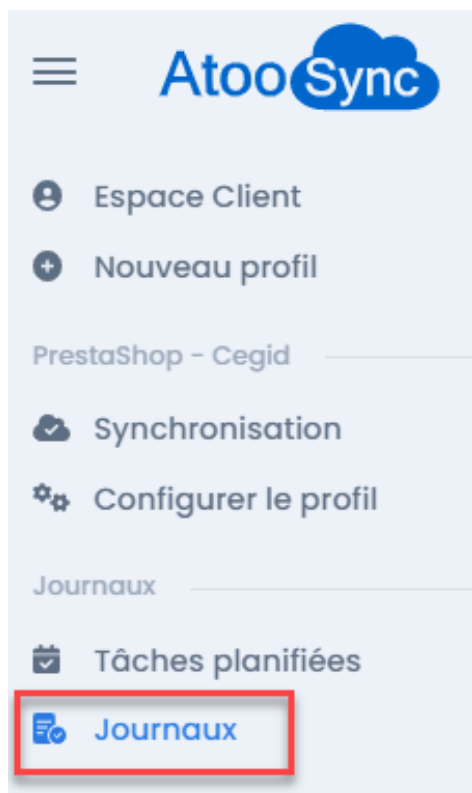 AtooSync
Espace Client
Nouveau profil
PrestaShop - Cegid
Synchronisation
Configurer le profil
Journaux
Tâches planifiées
Journaux